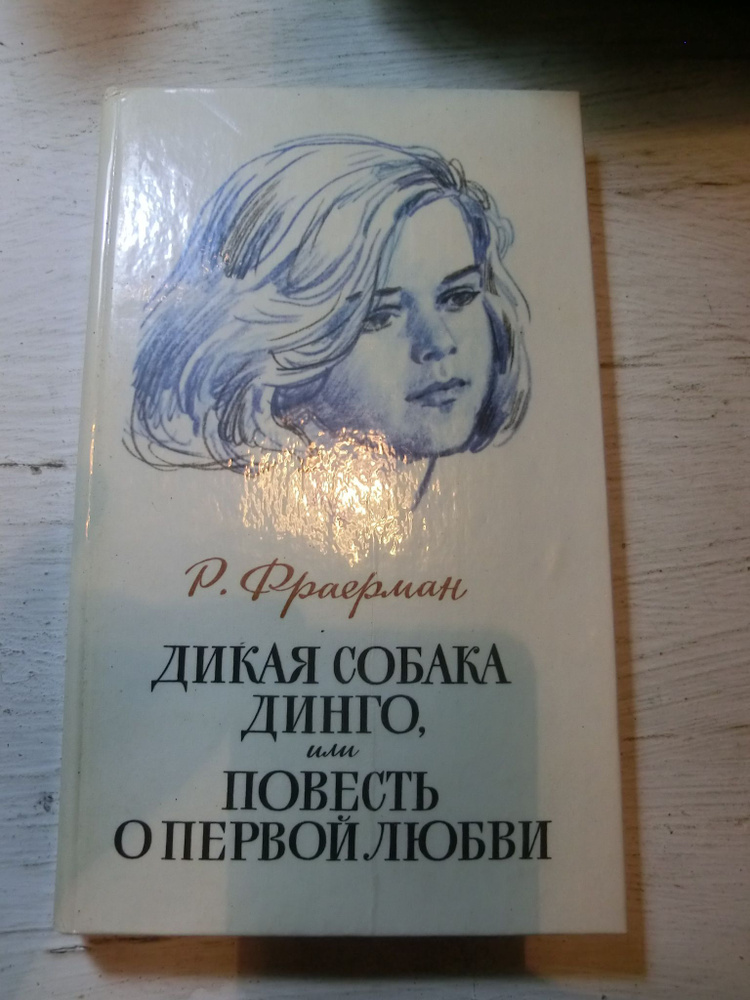 Р. Фраерман
ДИКАЯ СОБАКА
ДИНГО,
или
ПОВЕСТЬ
О ПЕРВОЙ ЛЮБВИ